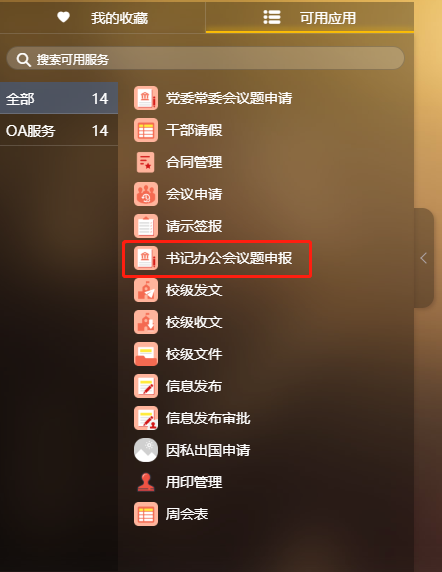 我的收藏
可用应用
搜索可用服务
全部 14
OA服务 14
党委常委会议题申请
干部请假
合同管理
会议申请
请示签报
书记办公会议题申报
校级发文
校级收文
校级文件
信息发布
信息发布审批
因私出国申请
用印管理
周会表